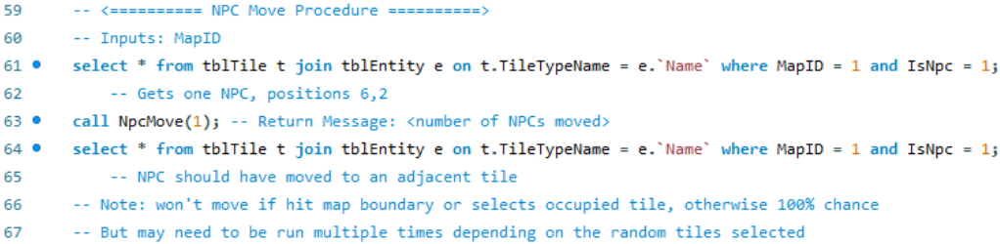 59 -- <========== NPC Move Procedure ==========>
60 -- Inputs: MapID
61 select * from tblTile t join tblEntity e on t.TileTypeName = e.`Name` where MapID = 1 and IsNpc = 1;
62 -- Gets one NPC, positions 6,2
63 call NpcMove(1); -- Return Message: <number of NPCs moved>
64 select * from tblTile t join tblEntity e on t.TileTypeName = e.`Name` where MapID = 1 and IsNpc = 1;
65 -- NPC should have moved to an adjacent tile
66 -- Note: won't move if hit map boundary or selects occupied tile, otherwise 100% chance
67 -- But may need to be run multiple times depending on the random tiles selected